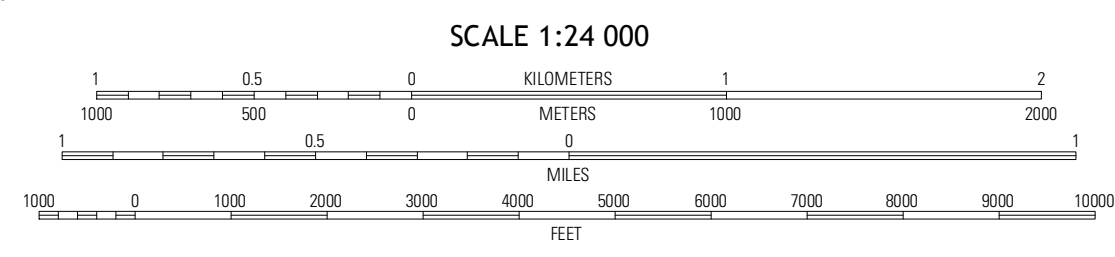 SCALE 1:24 000
1 0.5 0 KILOMETERS 1 2
1000 500 0 METERS 1000 2000
1 0.5 0 1
MILES
1000 0 1000 2000 3000 4000 5000 6000 7000 8000 9000 10000
FEET